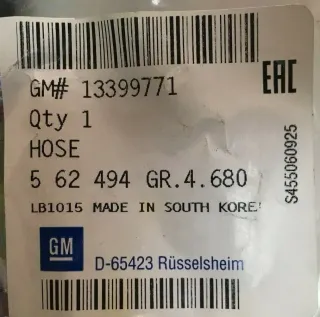 GM# 13399771
EAC
Qty 1
HOSE
5 62 494 GR.4.680
LB1015 MADE IN SOUTH KORE
S455060925
GM
D-65423 Rüsselsheim